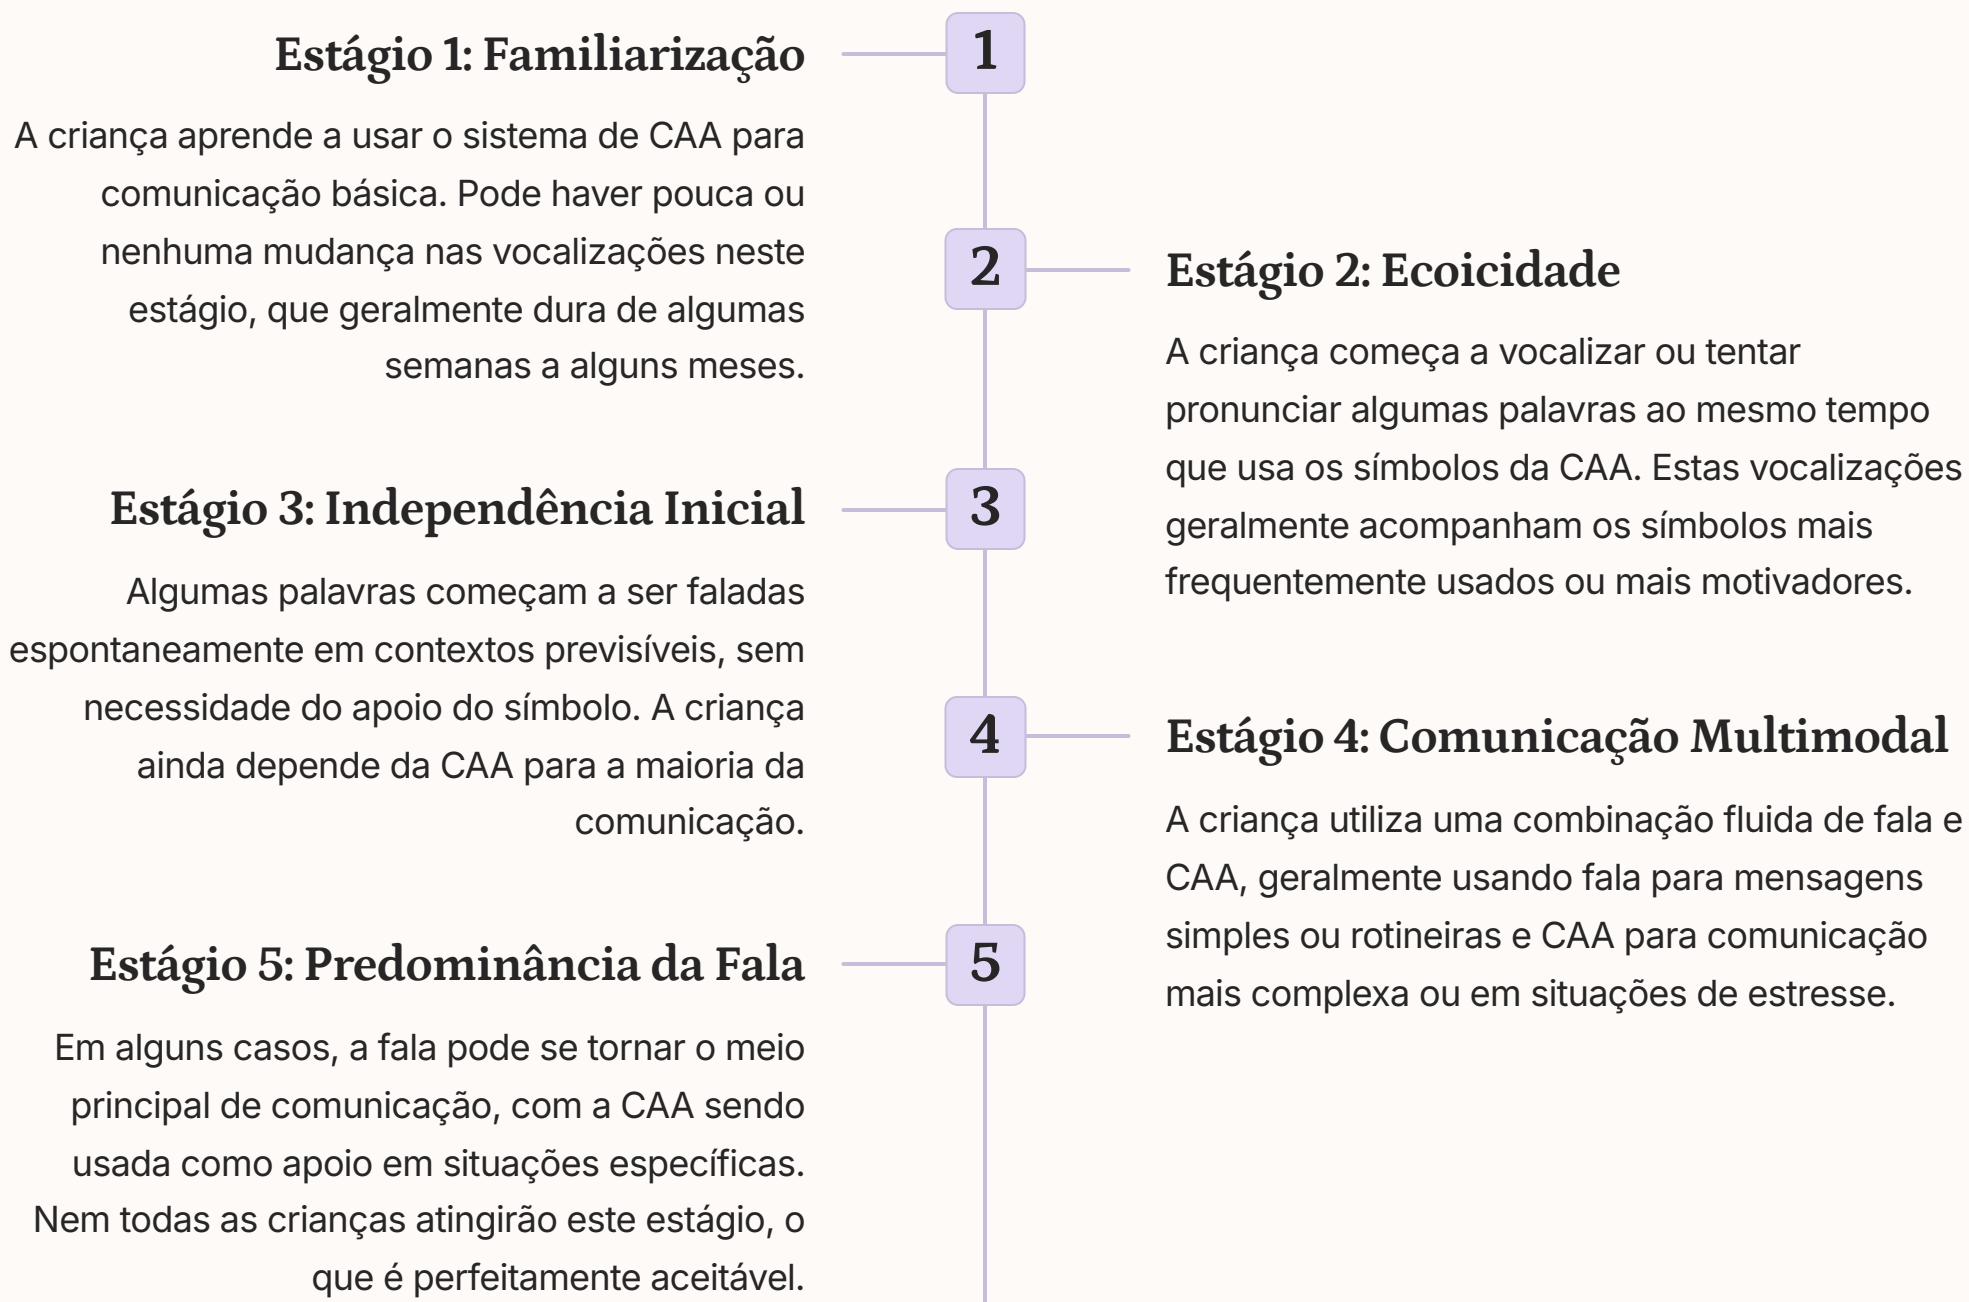 Estágio 1: Familiarização
1
A criança aprende a usar o sistema de CAA para
comunicação básica. Pode haver pouca ou
nenhuma mudança nas vocalizações neste
estágio, que geralmente dura de algumas
semanas a alguns meses.
2
Estágio 2: Ecoicidade
A criança começa a vocalizar ou tentar
pronunciar algumas palavras ao mesmo tempo
que usa os símbolos da CAA. Estas vocalizações
geralmente acompanham os símbolos mais
frequentemente usados ou mais motivadores.
Estágio 3: Independência Inicial
3
Algumas palavras começam a ser faladas
espontaneamente em contextos previsíveis, sem
necessidade do apoio do símbolo. A criança
ainda depende da CAA para a maioria da
comunicação.
4
Estágio 4: Comunicação Multimodal
A criança utiliza uma combinação fluida de fala e
CAA, geralmente usando fala para mensagens
simples ou rotineiras e CAA para comunicação
mais complexa ou em situações de estresse.
Estágio 5: Predominância da Fala
5
Em alguns casos, a fala pode se tornar o meio
principal de comunicação, com a CAA sendo
usada como apoio em situações específicas.
Nem todas as crianças atingirão este estágio, o
que é perfeitamente aceitável.